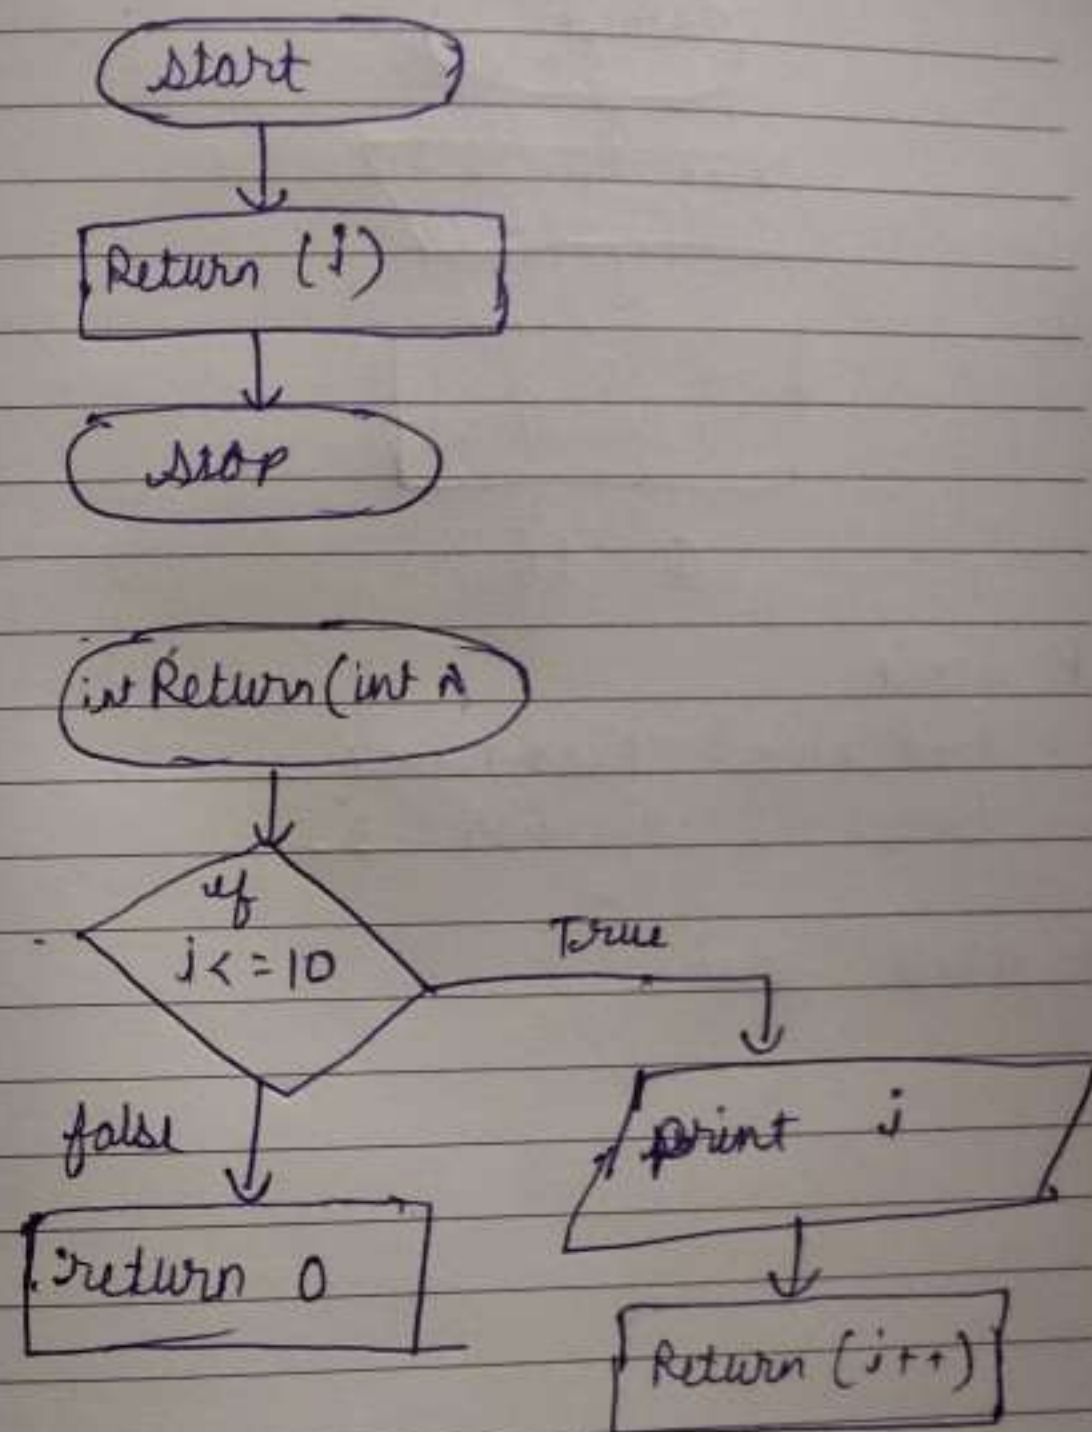 start
Return (j)
stop
int Return (int
if
j<=10
True
false
print j
return 0
Return (j++)